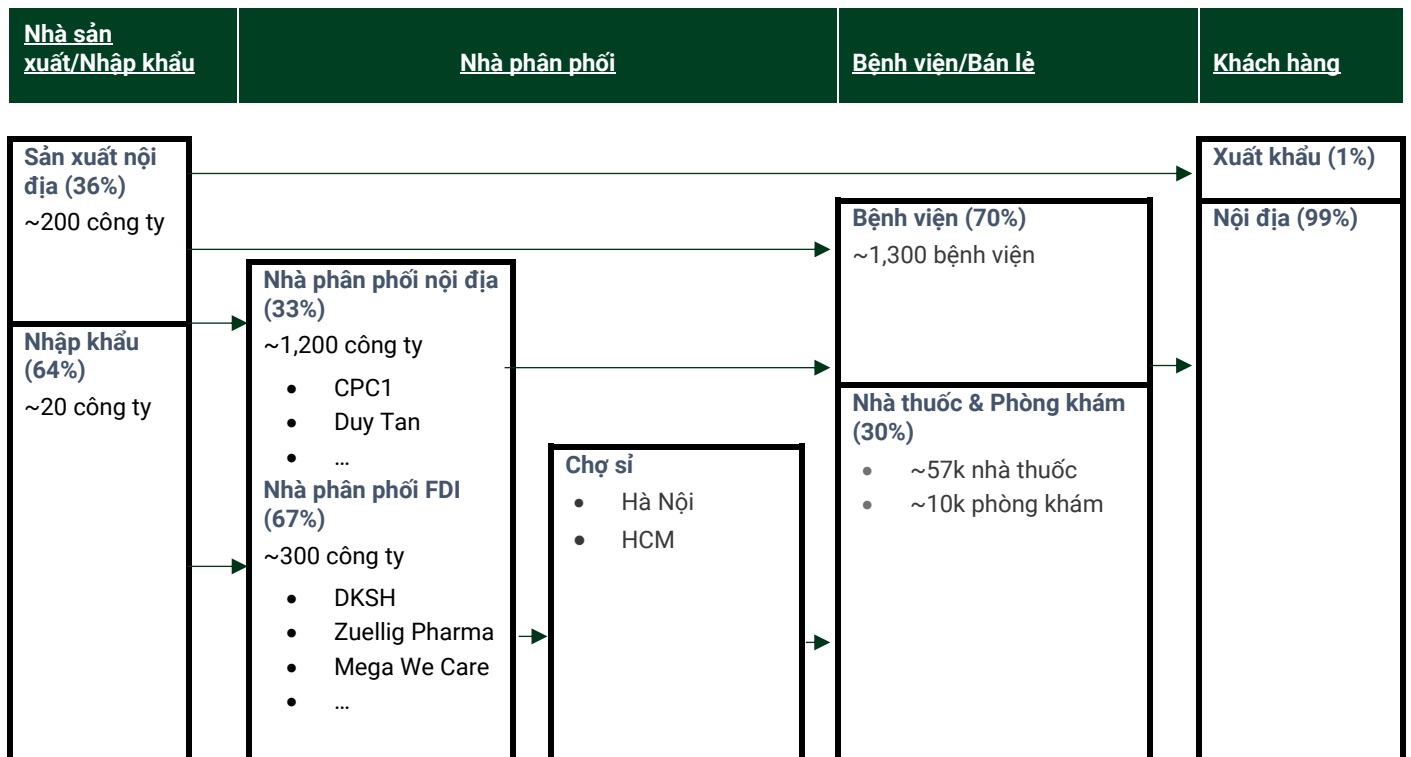 Nhà sản
xuất/Nhập khẩu
Nhà phân phối
Bệnh viện/Bán lẻ
Khách hàng
Sản xuất nội
địa (36%)
~200 công ty
Nhập khẩu
(64%)
~20 công ty
Nhà phân phối nội địa
(33%)
~1,200 công ty
• CPC1
• Duy Tan
• …
Nhà phân phối FDI
(67%)
~300 công ty
• DKSH
• Zuellig Pharma
• Mega We Care
• …
Chợ sỉ
• Hà Nội
• HCM
Bệnh viện (70%)
~1,300 bệnh viện
Nhà thuốc & Phòng khám
(30%)
• ~57k nhà thuốc
• ~10k phòng khám
Xuất khẩu (1%)
Nội địa (99%)